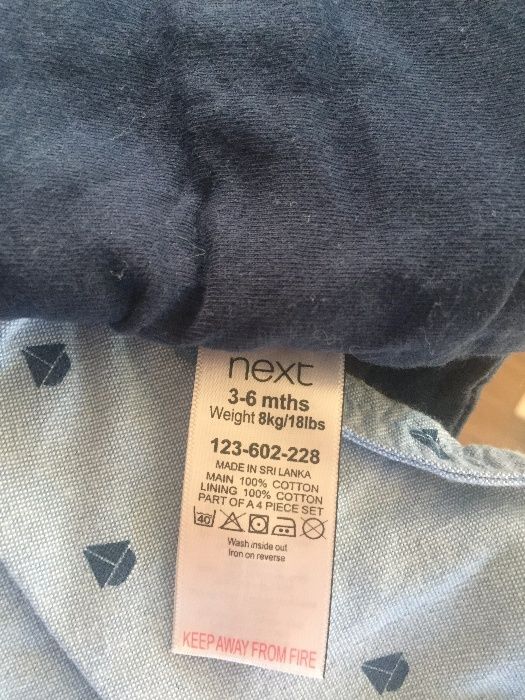 next
3-6 mths
Weight 8kg/18lbs
123-602-228
MADE IN SRI LANKA
MAIN 100% COTTON
LINING 100% COTTON
PART OF A 4 PIECE SET
40
Wash inside out
Iron on reverse
KEEP AWAY FROM FIRE